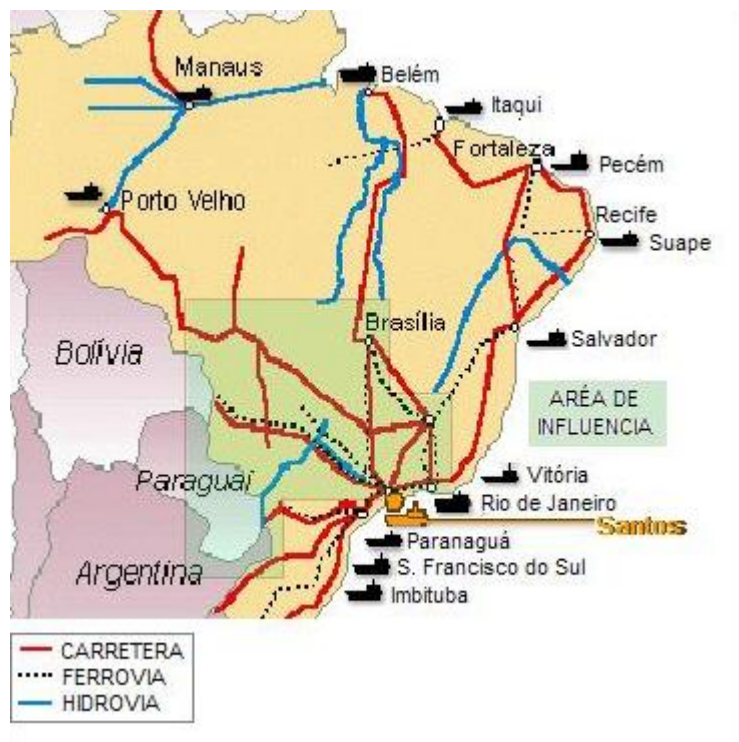 Manaus
Belém
Itaqui
Fortaleza
Pecém
Porto Velho
Recife
Suape
Brasília
Bolívia
Salvador
ARÉA DE
INFLUENCIA
Paraguai
Vitória
Rio de Janeiro
Santos
Paranaguá
Argentina
S. Francisco do Sul
Imbituba
CARRETERA
FERROVIA
HIDROVIA